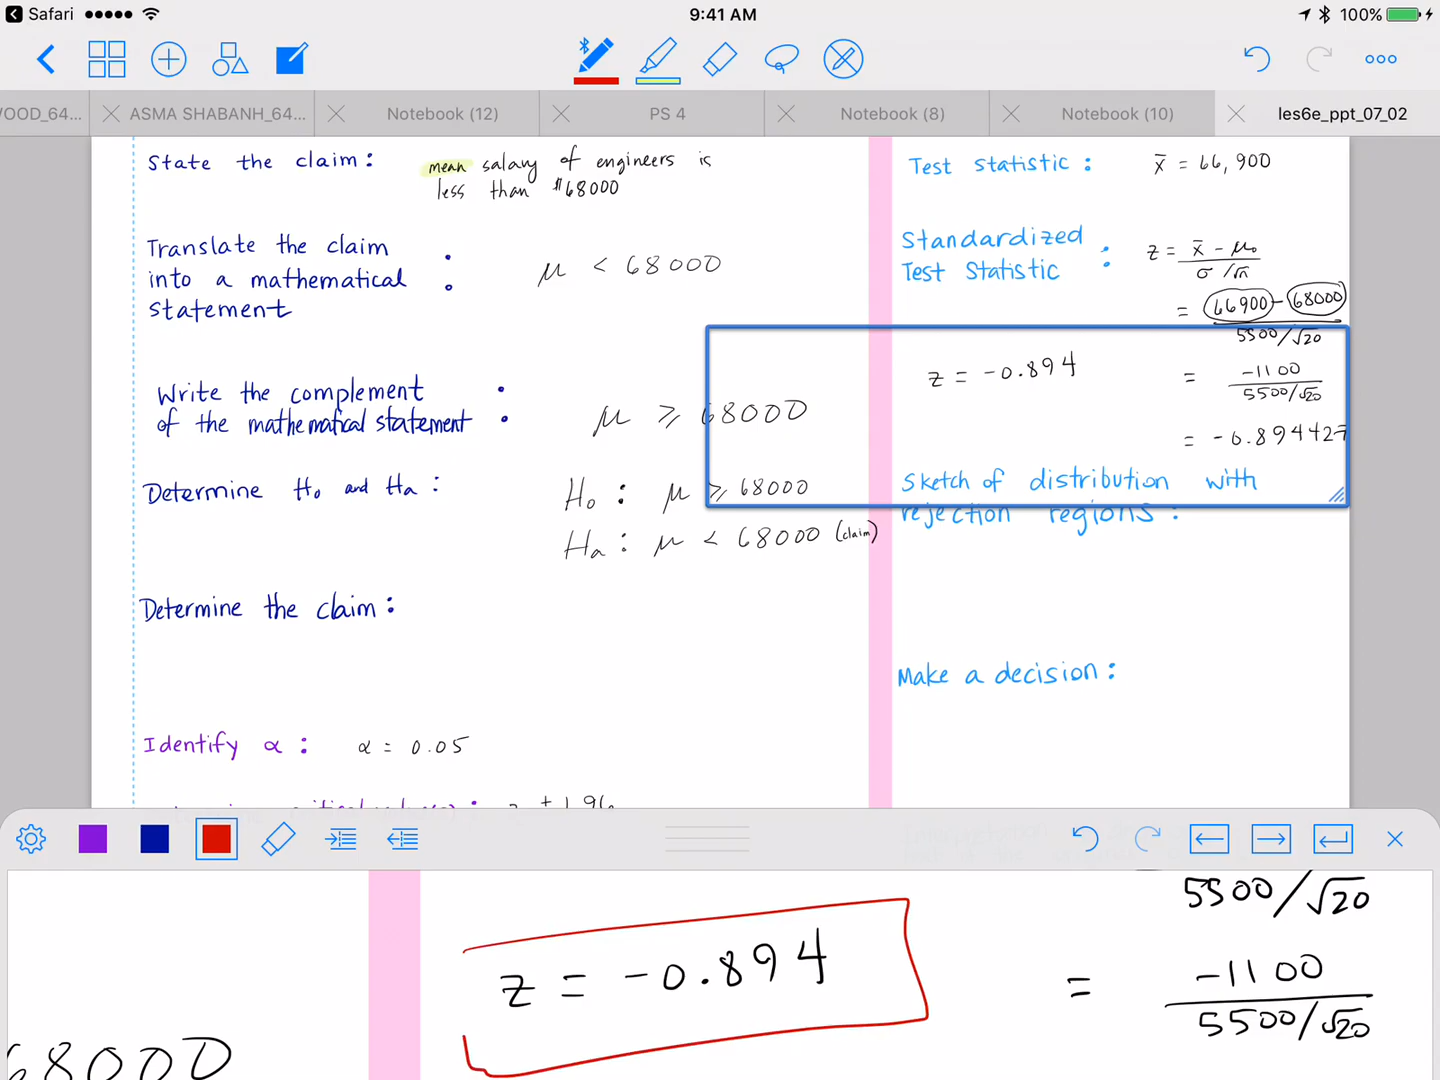 Safari
9:41 AM
100%
WOOD_64...
ASMA SHABANH_64...
Notebook (12)
PS 4
Notebook (8)
Notebook (10)
les6e_ppt_07_02
State the claim: mean salary of engineers is
less than $68000
Translate the claim
into a mathematical : μ < 68000
statement
Write the complement :
of the mathematical statement μ ≥ 68000
Determine Ho and Ha: Ho: μ ≥ 68000
Ha: μ < 68000 (claim)
Determine the claim:
Identify α: α = 0.05
Test statistic: x̄ = 66,900
Standardized
Test Statistic : z = x̄ - μo / σ/√n
= 66900 - 68000 / 5500/√20
z = -0.894 = -1100 / 5500/√20
= -0.894427
Sketch of distribution with
rejection regions:
Make a decision:
5500/√20
z = -0.894 = -1100 / 5500/√20
68000